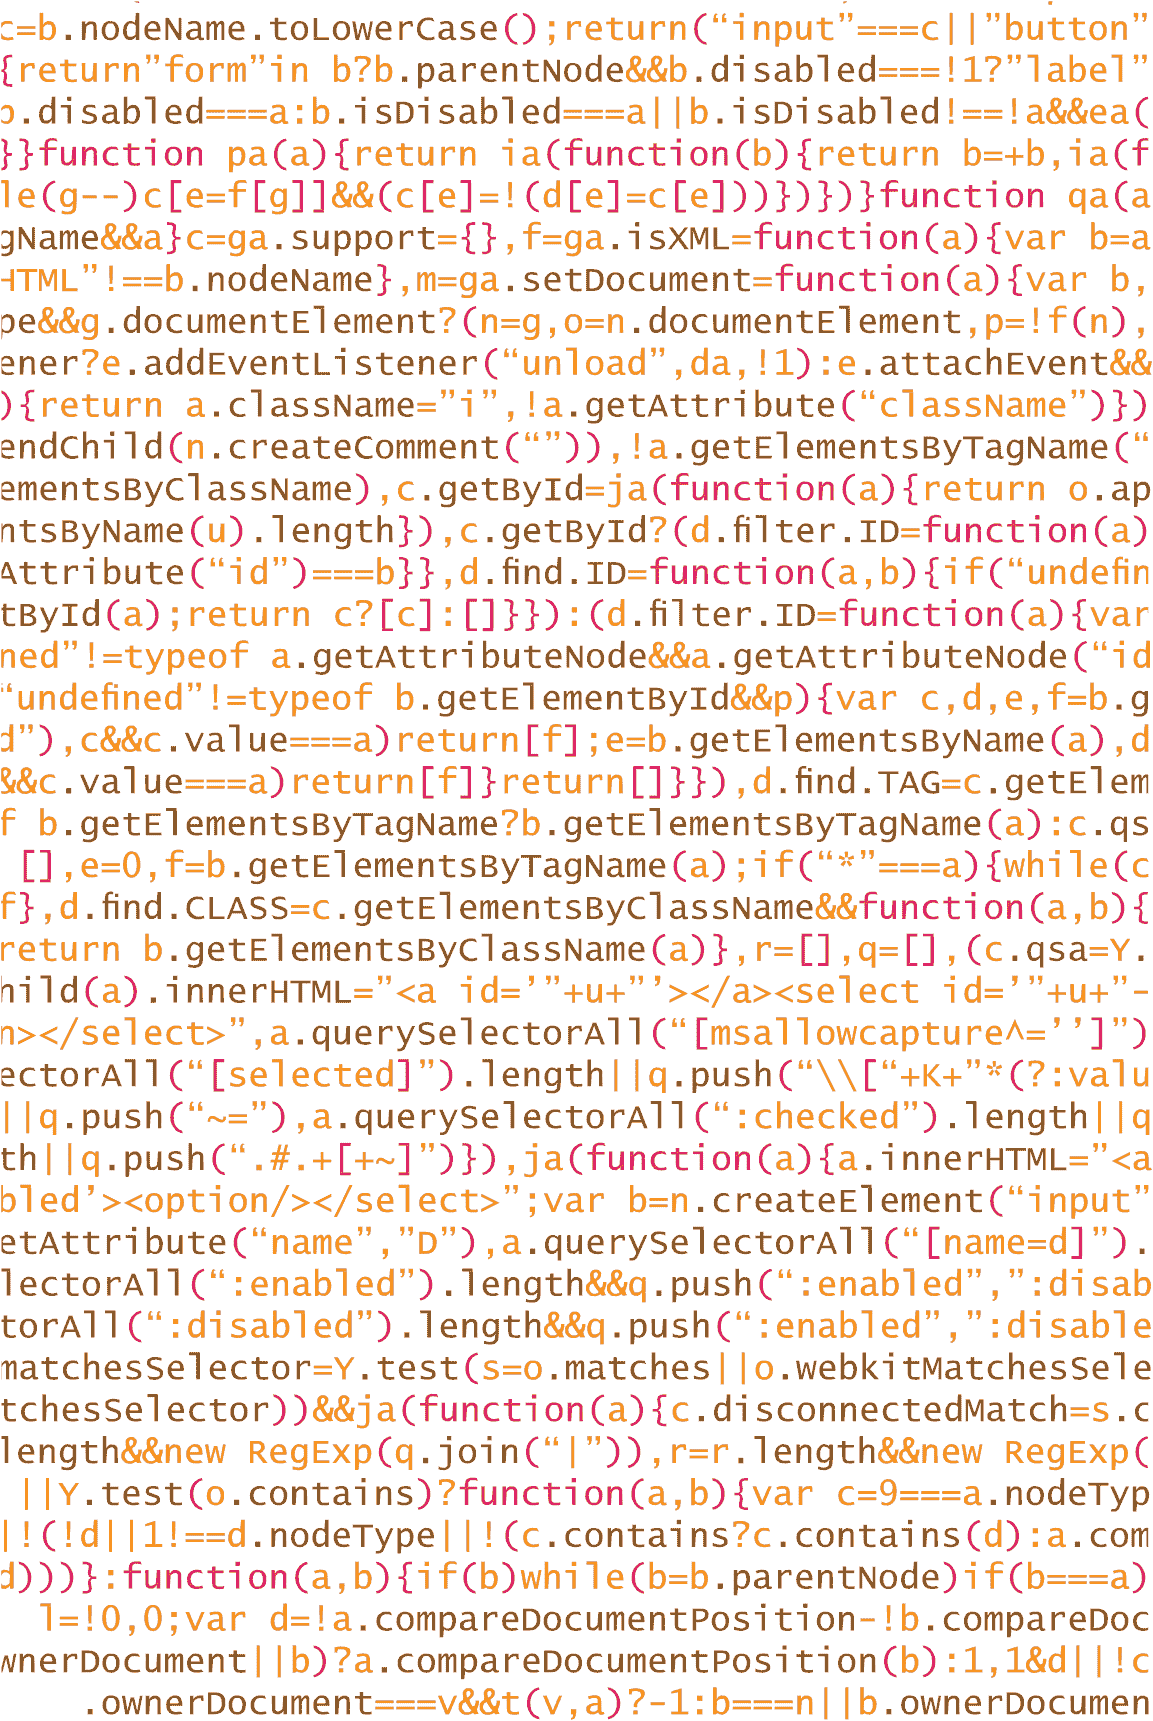 c=b.nodeName.toLowerCase();return(“input”===c||”button”
{return”form”in b?b.parentNode&&b.disabled===!1?”label”
b.disabled===a:b.isDisabled===a||b.isDisabled!==!a&&ea(
}}function pa(a){return ia(function(b){return b=+b,ia(f
le(g--)c[e=f[g]]&&(c[e]=!(d[e]=c[e]))})})}function qa(a
gName&&a}c=ga.support={},f=ga.isXML=function(a){var b=a
HTML”!==b.nodeName},m=ga.setDocument=function(a){var b,
pe&&g.documentElement?(n=g,o=n.documentElement,p=!f(n),
ener?e.addEventListener(“unload”,da,!1):e.attachEvent&&
){return a.className=”i”,!a.getAttribute(“className”)})
endChild(n.createComment(“”)),!a.getElementsByTagName(“
ementsByClassName),c.getById=ja(function(a){return o.ap
ntsByName(u).length}),c.getById?(d.filter.ID=function(a)
Attribute(“id”)===b}},d.find.ID=function(a,b){if(“undefin
tById(a);return c?[c]:[]}}):(d.filter.ID=function(a){var
ned”!=typeof a.getAttributeNode&&a.getAttributeNode(“id
“undefined”!=typeof b.getElementById&&p){var c,d,e,f=b.g
d”),c&&c.value===a)return[f];e=b.getElementsByName(a),d
&&c.value===a)return[f]}return[]}}),d.find.TAG=c.getElem
f b.getElementsByTagName?b.getElementsByTagName(a):c.qs
[],e=0,f=b.getElementsByTagName(a);if(“*”===a){while(c
f},d.find.CLASS=c.getElementsByClassName&&function(a,b){
return b.getElementsByClassName(a)},r=[],q=[],(c.qsa=Y.
hild(a).innerHTML=”<a id=’”+u+”’></a><select id=’”+u+”-
n></select>”,a.querySelectorAll(“[msallowcapture^=’’]”)
ectorAll(“[selected]”).length||q.push(“\\[“+K+”*(?:valu
||q.push(“~=”),a.querySelectorAll(“:checked”).length||q
th||q.push(“.#.+[+~]”)}),ja(function(a){a.innerHTML=”<a
bled’><option/></select>”;var b=n.createElement(“input”
etAttribute(“name”,”D”),a.querySelectorAll(“[name=d]”).
lectorAll(“:enabled”).length&&q.push(“:enabled”,”:disab
torAll(“:disabled”).length&&q.push(“:enabled”,”:disable
matchesSelector=Y.test(s=o.matches||o.webkitMatchesSele
tchesSelector))&&ja(function(a){c.disconnectedMatch=s.c
length&&new RegExp(q.join(“|”)),r=r.length&&new RegExp(
||Y.test(o.contains)?function(a,b){var c=9===a.nodeTyp
|!(!d||1!==d.nodeType||!(c.contains?c.contains(d):a.com
d)))}:function(a,b){if(b)while(b=b.parentNode)if(b===a)
l=!0,0;var d=!a.compareDocumentPosition-!b.compareDoc
wnerDocument||b)?a.compareDocumentPosition(b):1,1&d||!c
.ownerDocument===v&&t(v,a)?-1:b===n||b.ownerDocumen